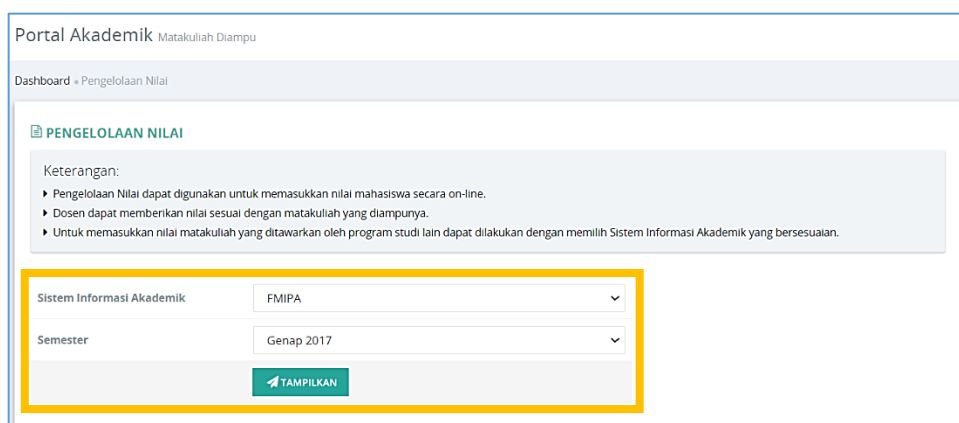 Portal Akademik Matakuliah Diampu
Dashboard • Pengelolaan Nilai
PENGELOLAAN NILAI
Keterangan:
Pengelolaan Nilai dapat digunakan untuk memasukkan nilai mahasiswa secara on-line.
Dosen dapat memberikan nilai sesuai dengan matakuliah yang diampunya.
Untuk memasukkan nilai matakuliah yang ditawarkan oleh program studi lain dapat dilakukan dengan memilih Sistem Informasi Akademik yang bersesuaian.
Sistem Informasi Akademik FMIPA
Semester Genap 2017
TAMPILKAN